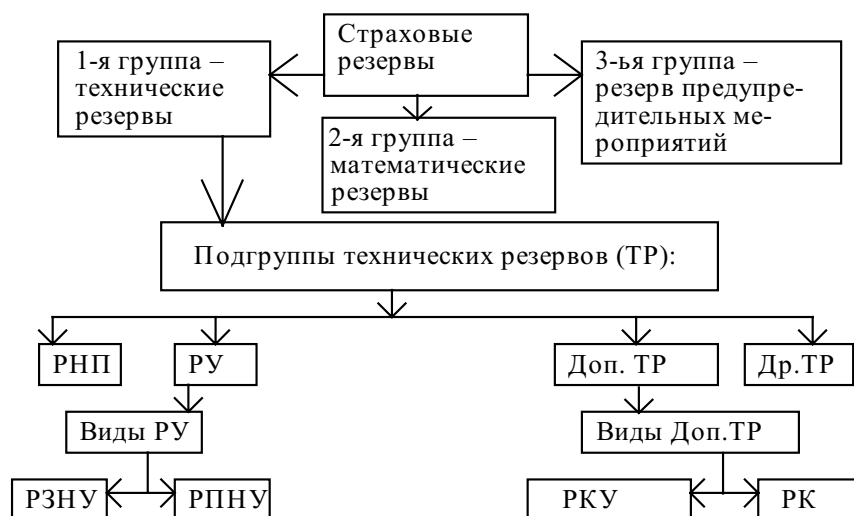 Страховые
резервы
1-я группа –
технические
резервы
2-я группа –
математические
резервы
3-ья группа –
резерв предупре-
дительных ме-
роприятий
Подгруппы технических резервов (ТР):
РНП
РУ
Доп. ТР
Др.ТР
Виды РУ
Виды Доп.ТР
РЗНУ
РПНУ
РКУ
РК